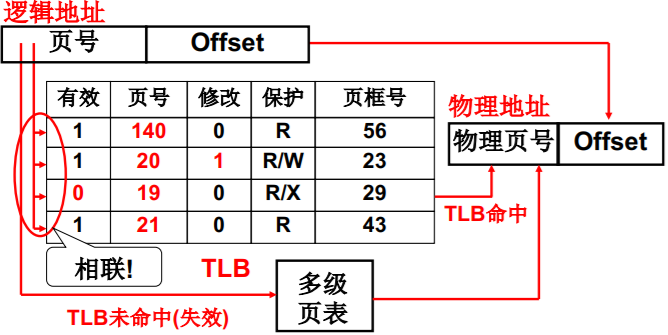 逻辑地址
页号 Offset
有效 页号 修改 保护 页框号
1 140 0 R 56
1 20 1 R/W 23
0 19 0 R/X 29
1 21 0 R 43
物理地址
物理页号 Offset
TLB命中
相联!
TLB
多级
页表
TLB未命中(失效)